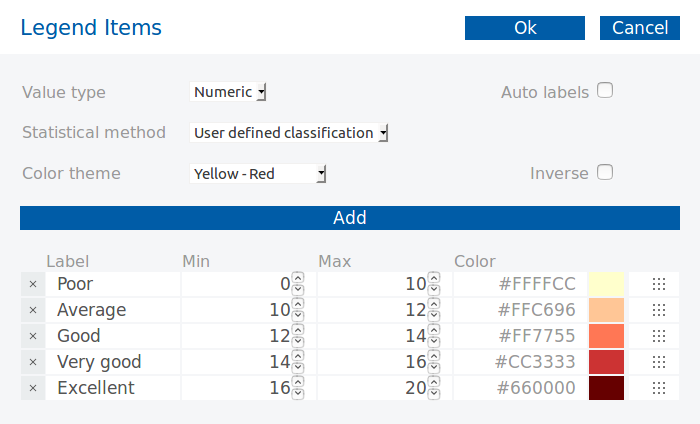 Legend Items Ok Cancel
Value type Numeric Auto labels
Statistical method User defined classification
Color theme Yellow - Red Inverse
Add
Label Min Max Color
× Poor 0 10 #FFFFCC
× Average 10 12 #FFC696
× Good 12 14 #FF7755
× Very good 14 16 #CC3333
× Excellent 16 20 #660000